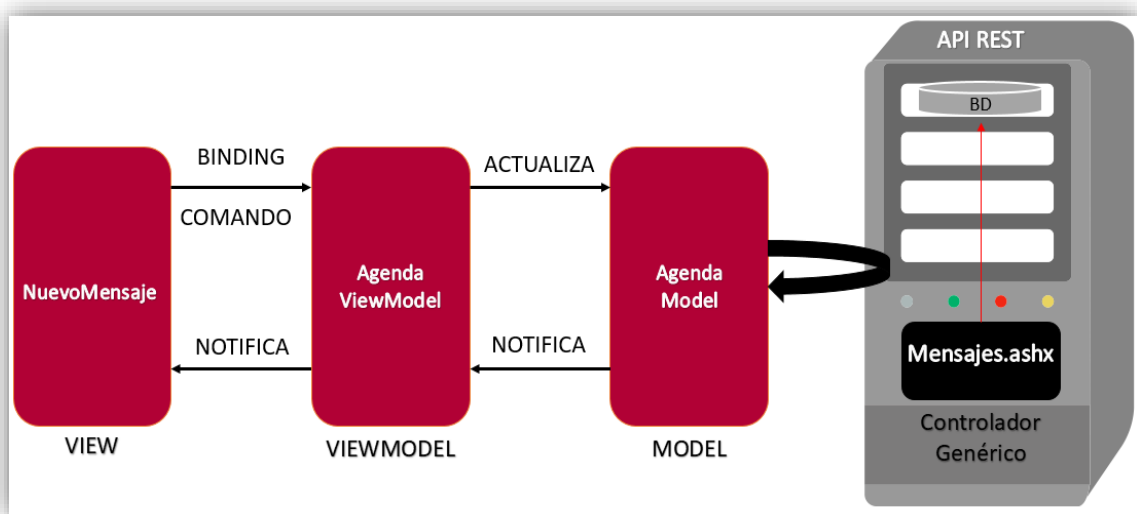 API REST
BD
BINDING
COMANDO
ACTUALIZA
NuevoMensaje
Agenda
ViewModel
Agenda
Model
NOTIFICA
NOTIFICA
Mensajes.ashx
VIEW
VIEWMODEL
MODEL
Controlador
Genérico